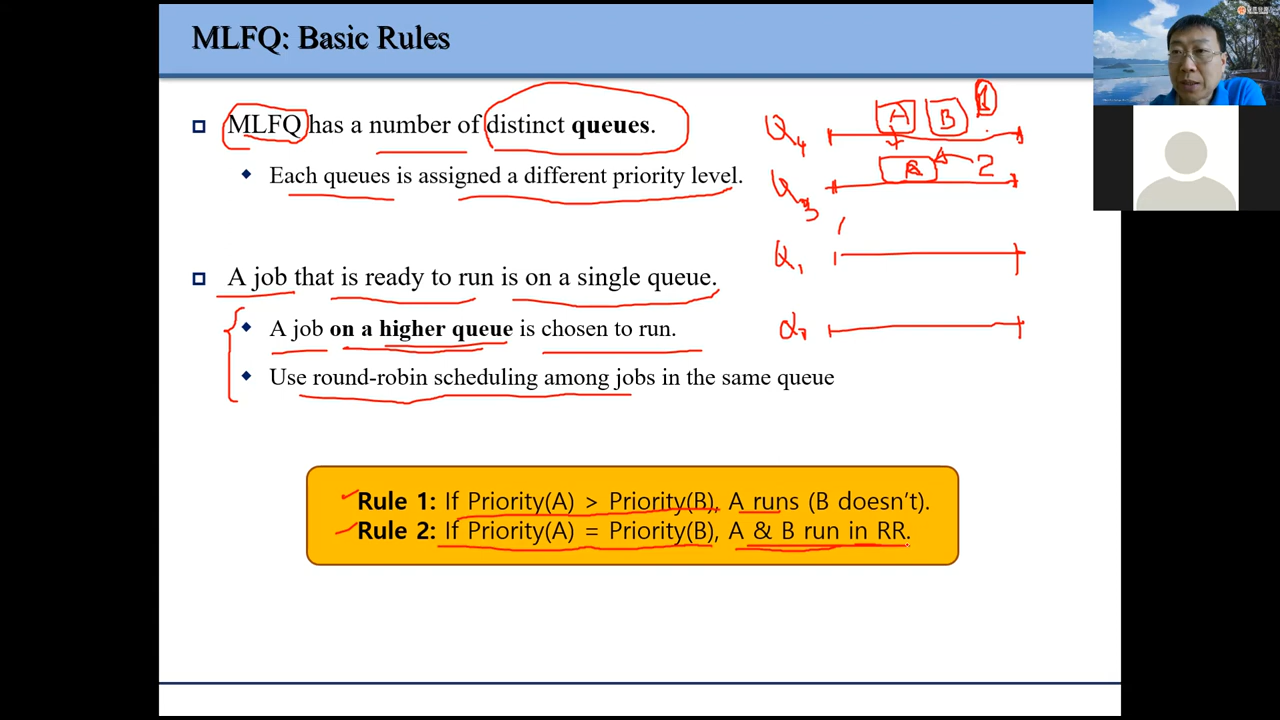 MLFQ: Basic Rules
MLFQ has a number of distinct queues.
Each queues is assigned a different priority level.
A job that is ready to run is on a single queue.
A job on a higher queue is chosen to run.
Use round-robin scheduling among jobs in the same queue
Rule 1: If Priority(A) > Priority(B), A runs (B doesn't).
Rule 2: If Priority(A) = Priority(B), A & B run in RR.
Q4 A B 1
Q3 2
Q1